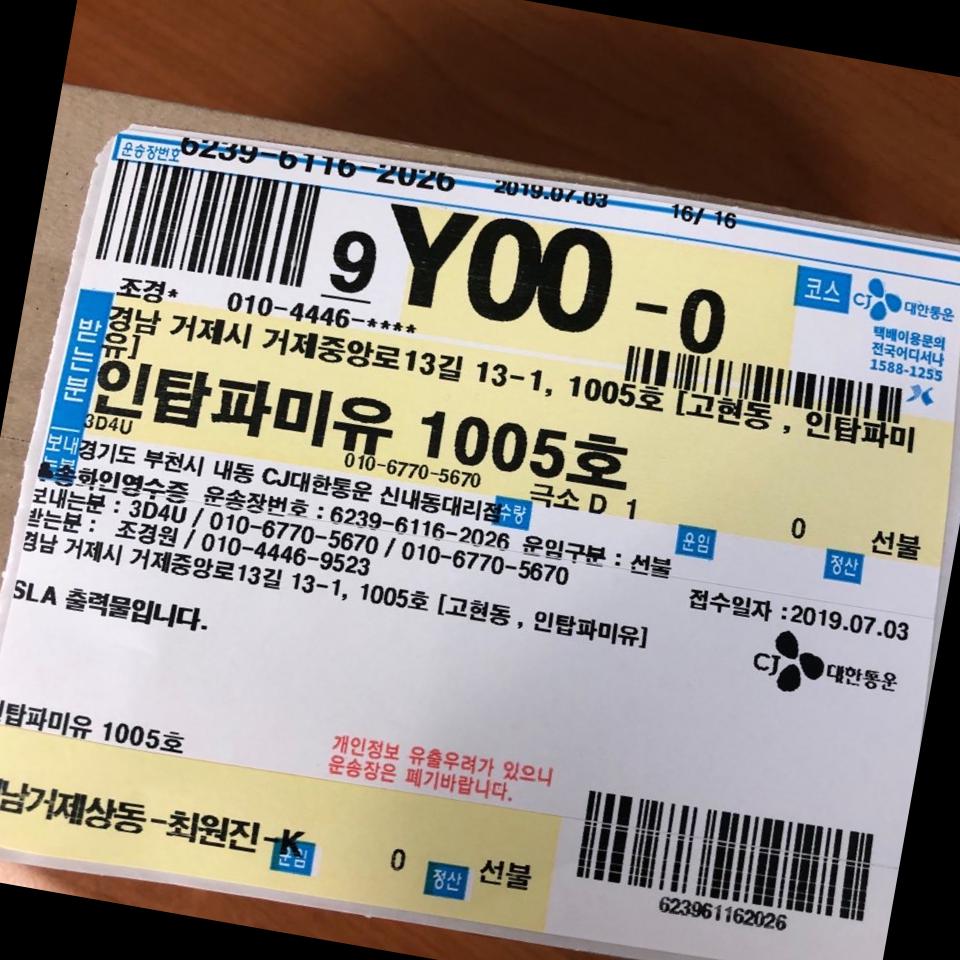 운송장번호 6239-6116-2026 2019.07.03 16/ 16
9 Y00 -0
코스 CJ 대한통운
택배이용문의
전국어디서나
1588-1255
조경* 010-4446-****
받는분
경남 거제시 거제중앙로13길 13-1, 1005호 [고현동 , 인탑파미
유]
인탑파미유 1005호
3D4U 010-6770-5670
보내는분
경기도 부천시 내동 CJ대한통운 신내동대리점
수량 극소 D 1 운임 0 정산 선불
송화인영수증 운송장번호 : 6239-6116-2026 운임구분 : 선불
보내는분 : 3D4U / 010-6770-5670 / 010-6770-5670
받는분 : 조경원 / 010-4446-9523
경남 거제시 거제중앙로13길 13-1, 1005호 [고현동 , 인탑파미유]
접수일자 :2019.07.03
SLA 출력물입니다.
CJ 대한통운
인탑파미유 1005호
개인정보 유출우려가 있으니
운송장은 폐기바랍니다.
남거제상동-최원진-K
운임 0 정산 선불
623961162026